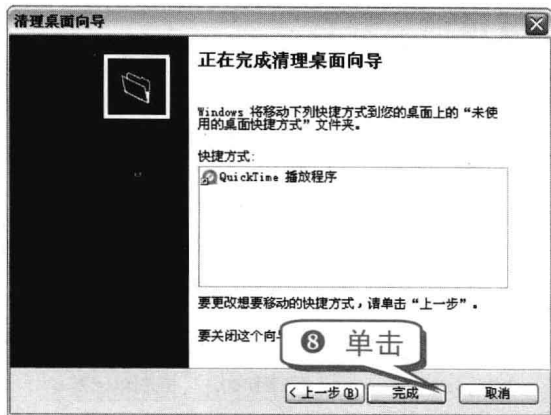 清理桌面向导
正在完成清理桌面向导
Windows 将移动下列快捷方式到您的桌面上的“未使
用的桌面快捷方式”文件夹。
快捷方式:
QuickTime 播放程序
要更改想要移动的快捷方式，请单击“上一步”。
要关闭这个向
❽ 单击
< 上一步(B)
完成
取消